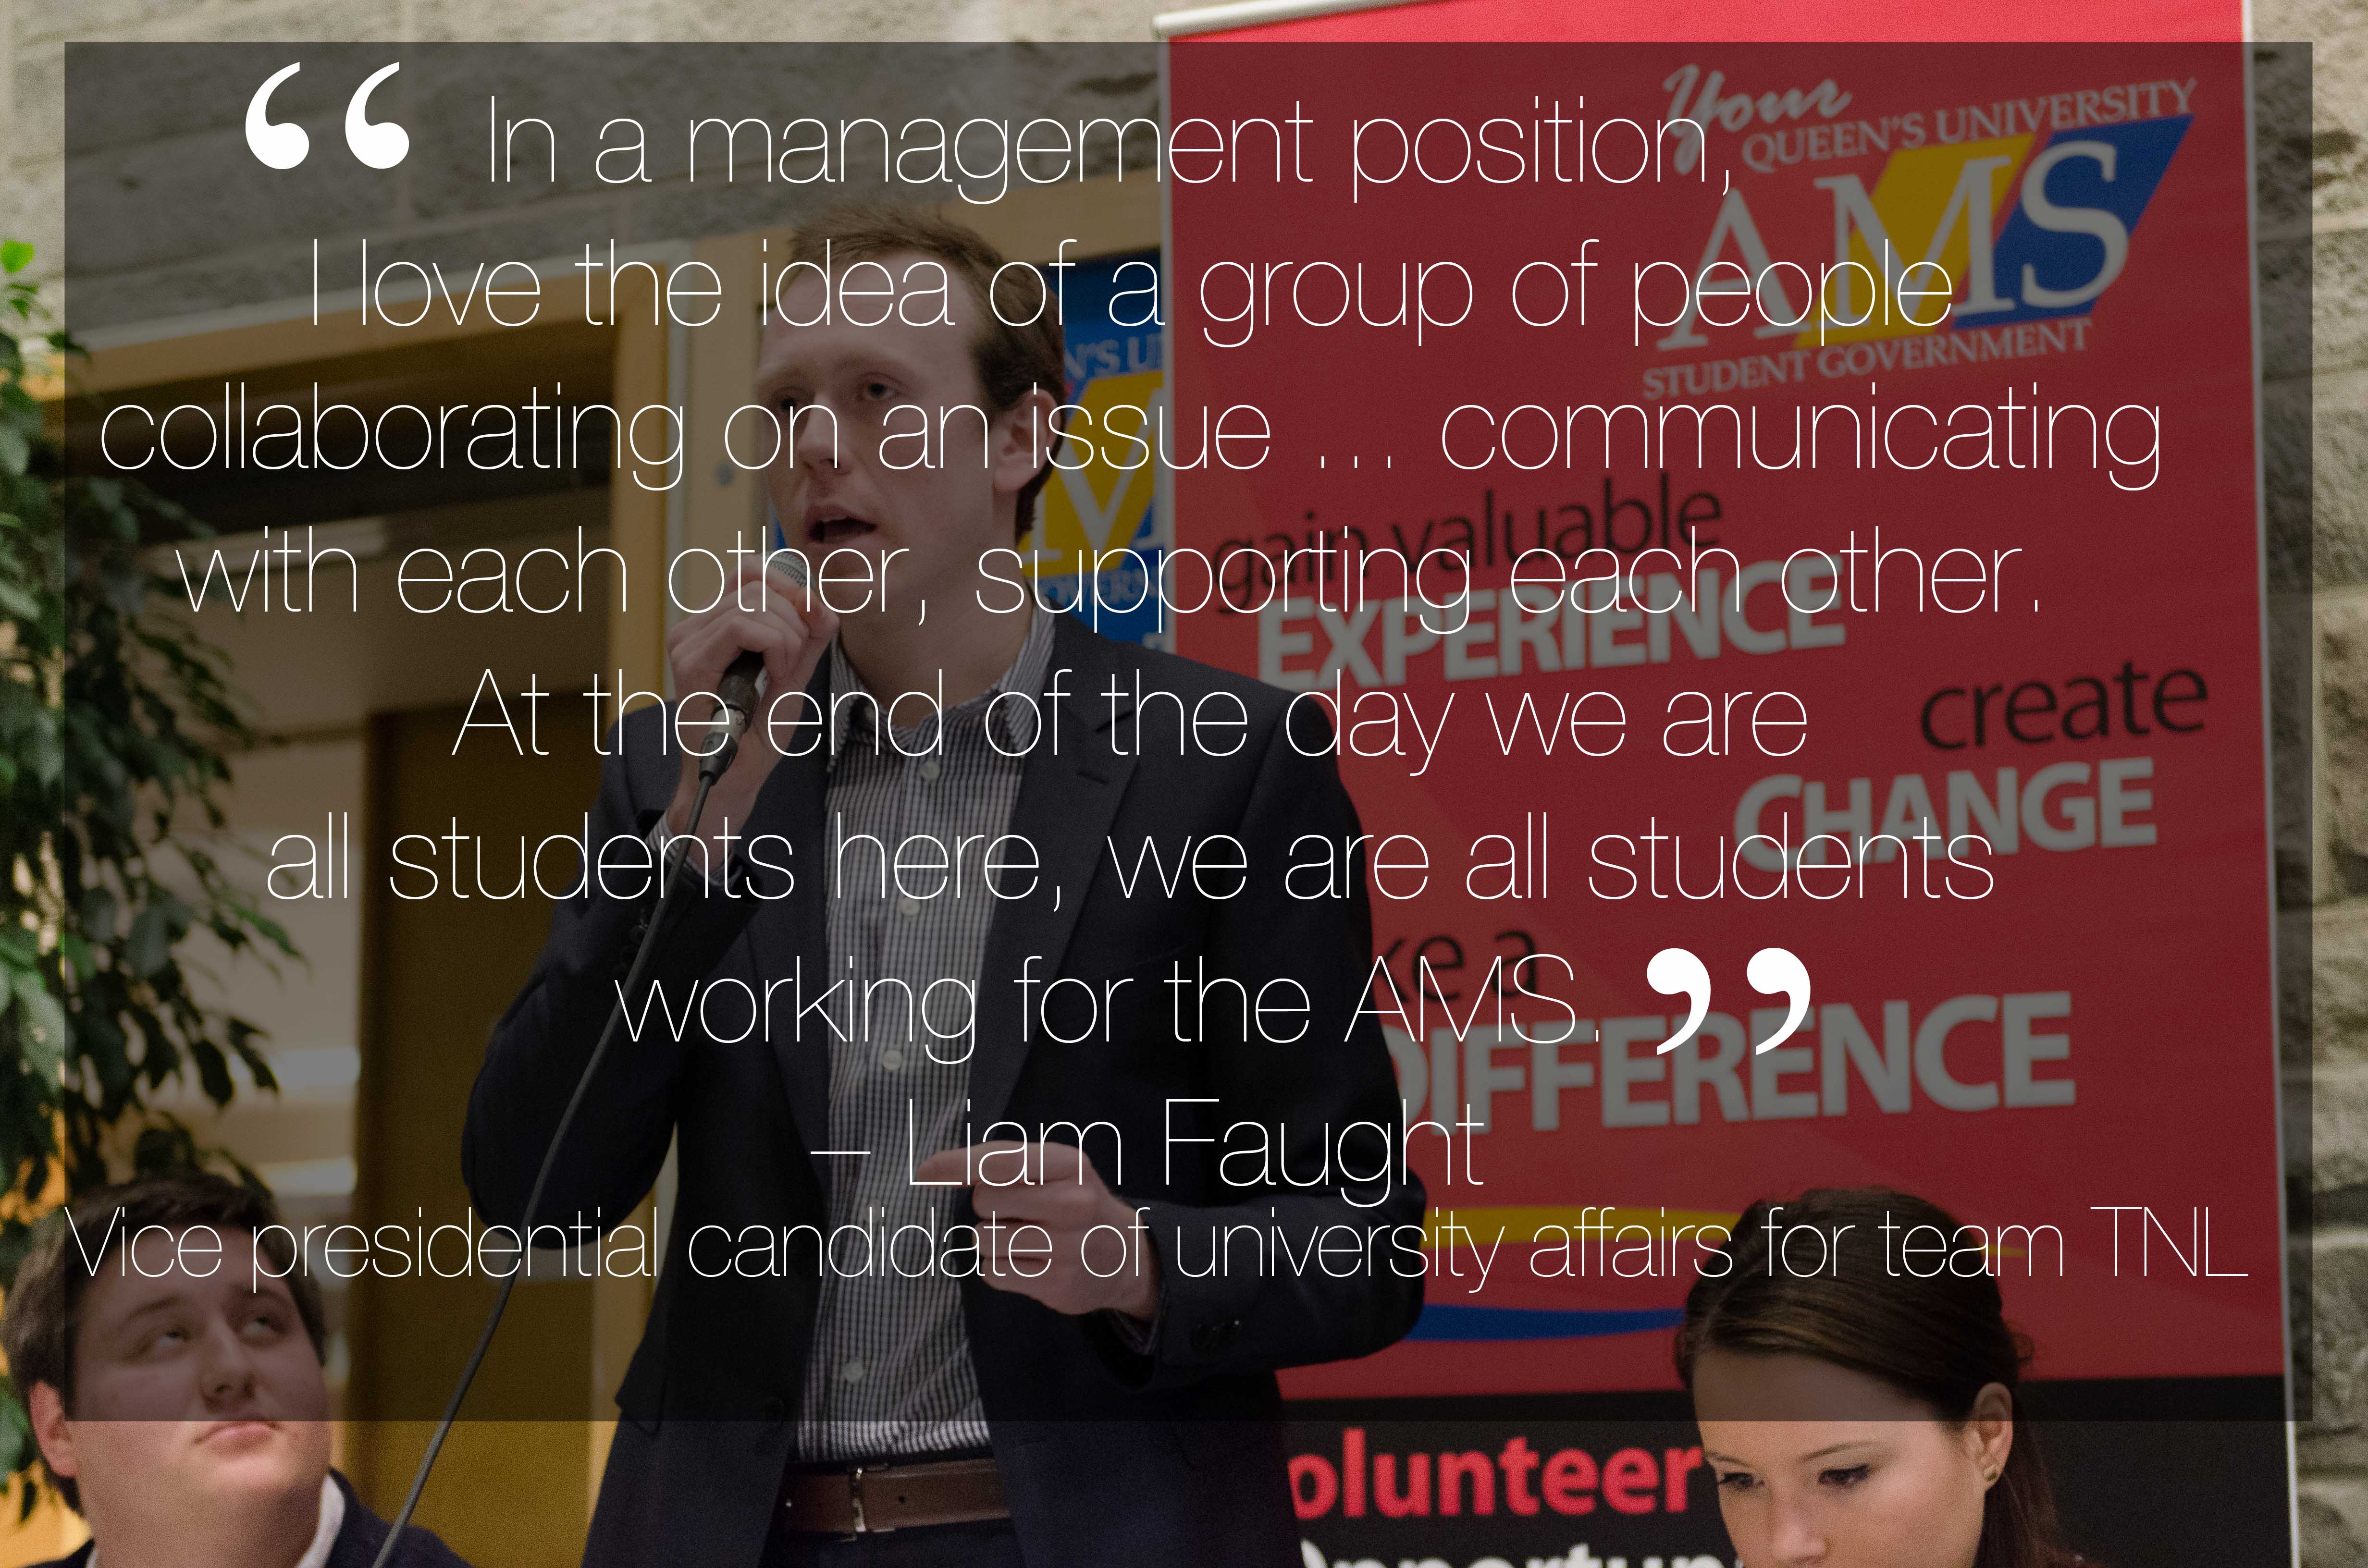 “ In a management position,
I love the idea of a group of people
collaborating on an issue ... communicating
with each other, supporting each other.
At the end of the day we are
all students here, we are all students
working for the AMS. ”
– Liam Faught
Vice presidential candidate of university affairs for team TNL
Your
QUEEN'S UNIVERSITY
AMS
STUDENT GOVERNMENT
gain valuable
EXPERIENCE
create
CHANGE
ke a
DIFFERENCE
olunteer